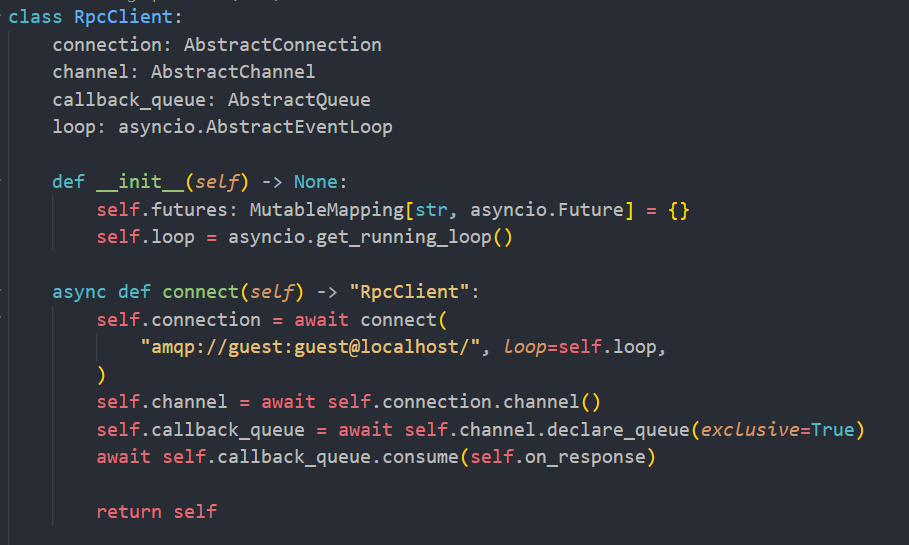 class RpcClient:
    connection: AbstractConnection
    channel: AbstractChannel
    callback_queue: AbstractQueue
    loop: asyncio.AbstractEventLoop

    def __init__(self) -> None:
        self.futures: MutableMapping[str, asyncio.Future] = {}
        self.loop = asyncio.get_running_loop()

    async def connect(self) -> "RpcClient":
        self.connection = await connect(
            "amqp://guest:guest@localhost/", loop=self.loop,
        )
        self.channel = await self.connection.channel()
        self.callback_queue = await self.channel.declare_queue(exclusive=True)
        await self.callback_queue.consume(self.on_response)

        return self